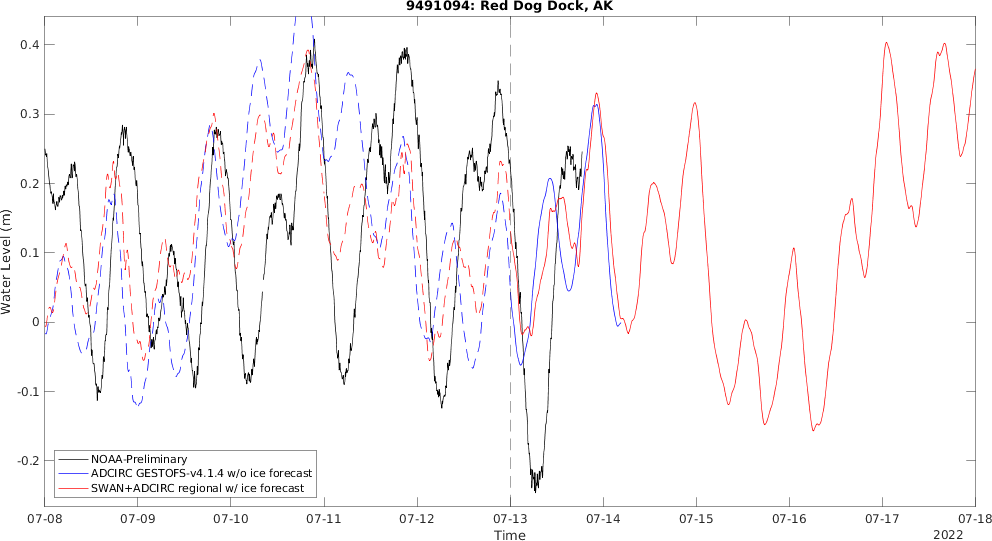 9491094: Red Dog Dock, AK
Water Level (m)
0.4
0.3
0.2
0.1
0
-0.1
-0.2
NOAA-Preliminary
ADCIRC GESTOFS-v4.1.4 w/o ice forecast
SWAN+ADCIRC regional w/ ice forecast
07-08 07-09 07-10 07-11 07-12 07-13 07-14 07-15 07-16 07-17 07-18
Time
2022